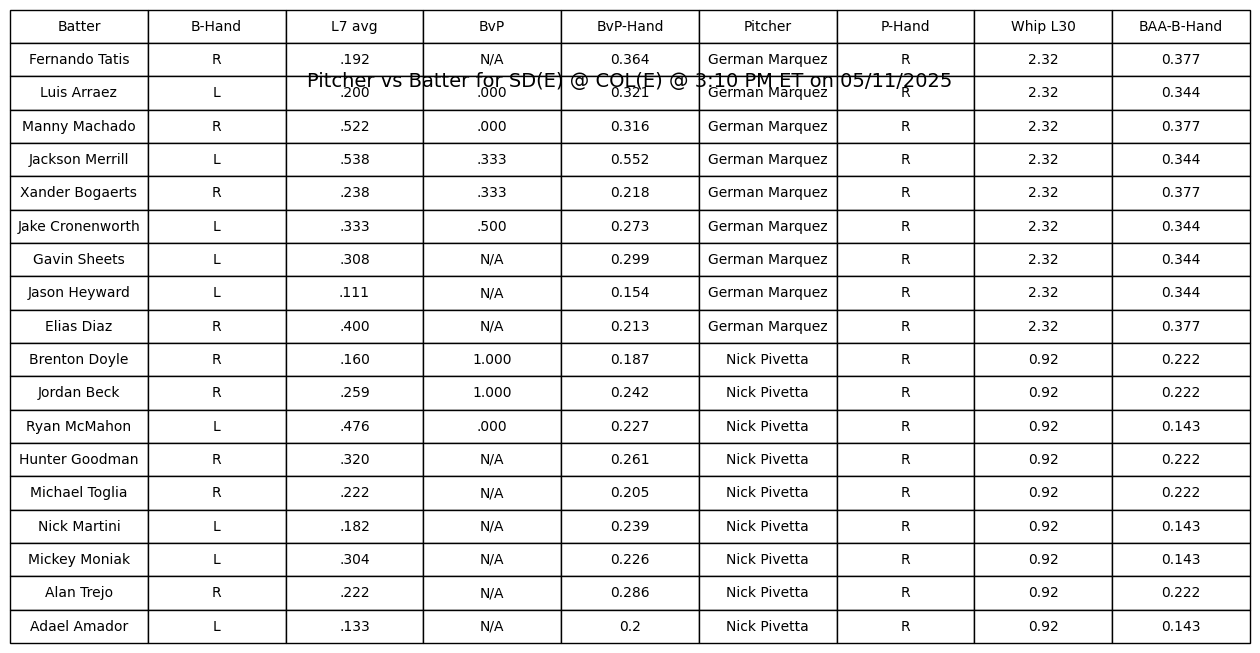 Batter B-Hand L7 avg BvP BvP-Hand Pitcher P-Hand Whip L30 BAA-B-Hand
Fernando Tatis R .192 N/A 0.364 German Marquez R 2.32 0.377
Pitcher vs Batter for SD(E) @ COL(E) @ 3:10 PM ET on 05/11/2025
Luis Arraez L .200 .000 0.321 German Marquez R 2.32 0.344
Manny Machado R .522 .000 0.316 German Marquez R 2.32 0.377
Jackson Merrill L .538 .333 0.552 German Marquez R 2.32 0.344
Xander Bogaerts R .238 .333 0.218 German Marquez R 2.32 0.377
Jake Cronenworth L .333 .500 0.273 German Marquez R 2.32 0.344
Gavin Sheets L .308 N/A 0.299 German Marquez R 2.32 0.344
Jason Heyward L .111 N/A 0.154 German Marquez R 2.32 0.344
Elias Diaz R .400 N/A 0.213 German Marquez R 2.32 0.377
Brenton Doyle R .160 1.000 0.187 Nick Pivetta R 0.92 0.222
Jordan Beck R .259 1.000 0.242 Nick Pivetta R 0.92 0.222
Ryan McMahon L .476 .000 0.227 Nick Pivetta R 0.92 0.143
Hunter Goodman R .320 N/A 0.261 Nick Pivetta R 0.92 0.222
Michael Toglia R .222 N/A 0.205 Nick Pivetta R 0.92 0.222
Nick Martini L .182 N/A 0.239 Nick Pivetta R 0.92 0.143
Mickey Moniak L .304 N/A 0.226 Nick Pivetta R 0.92 0.143
Alan Trejo R .222 N/A 0.286 Nick Pivetta R 0.92 0.222
Adael Amador L .133 N/A 0.2 Nick Pivetta R 0.92 0.143